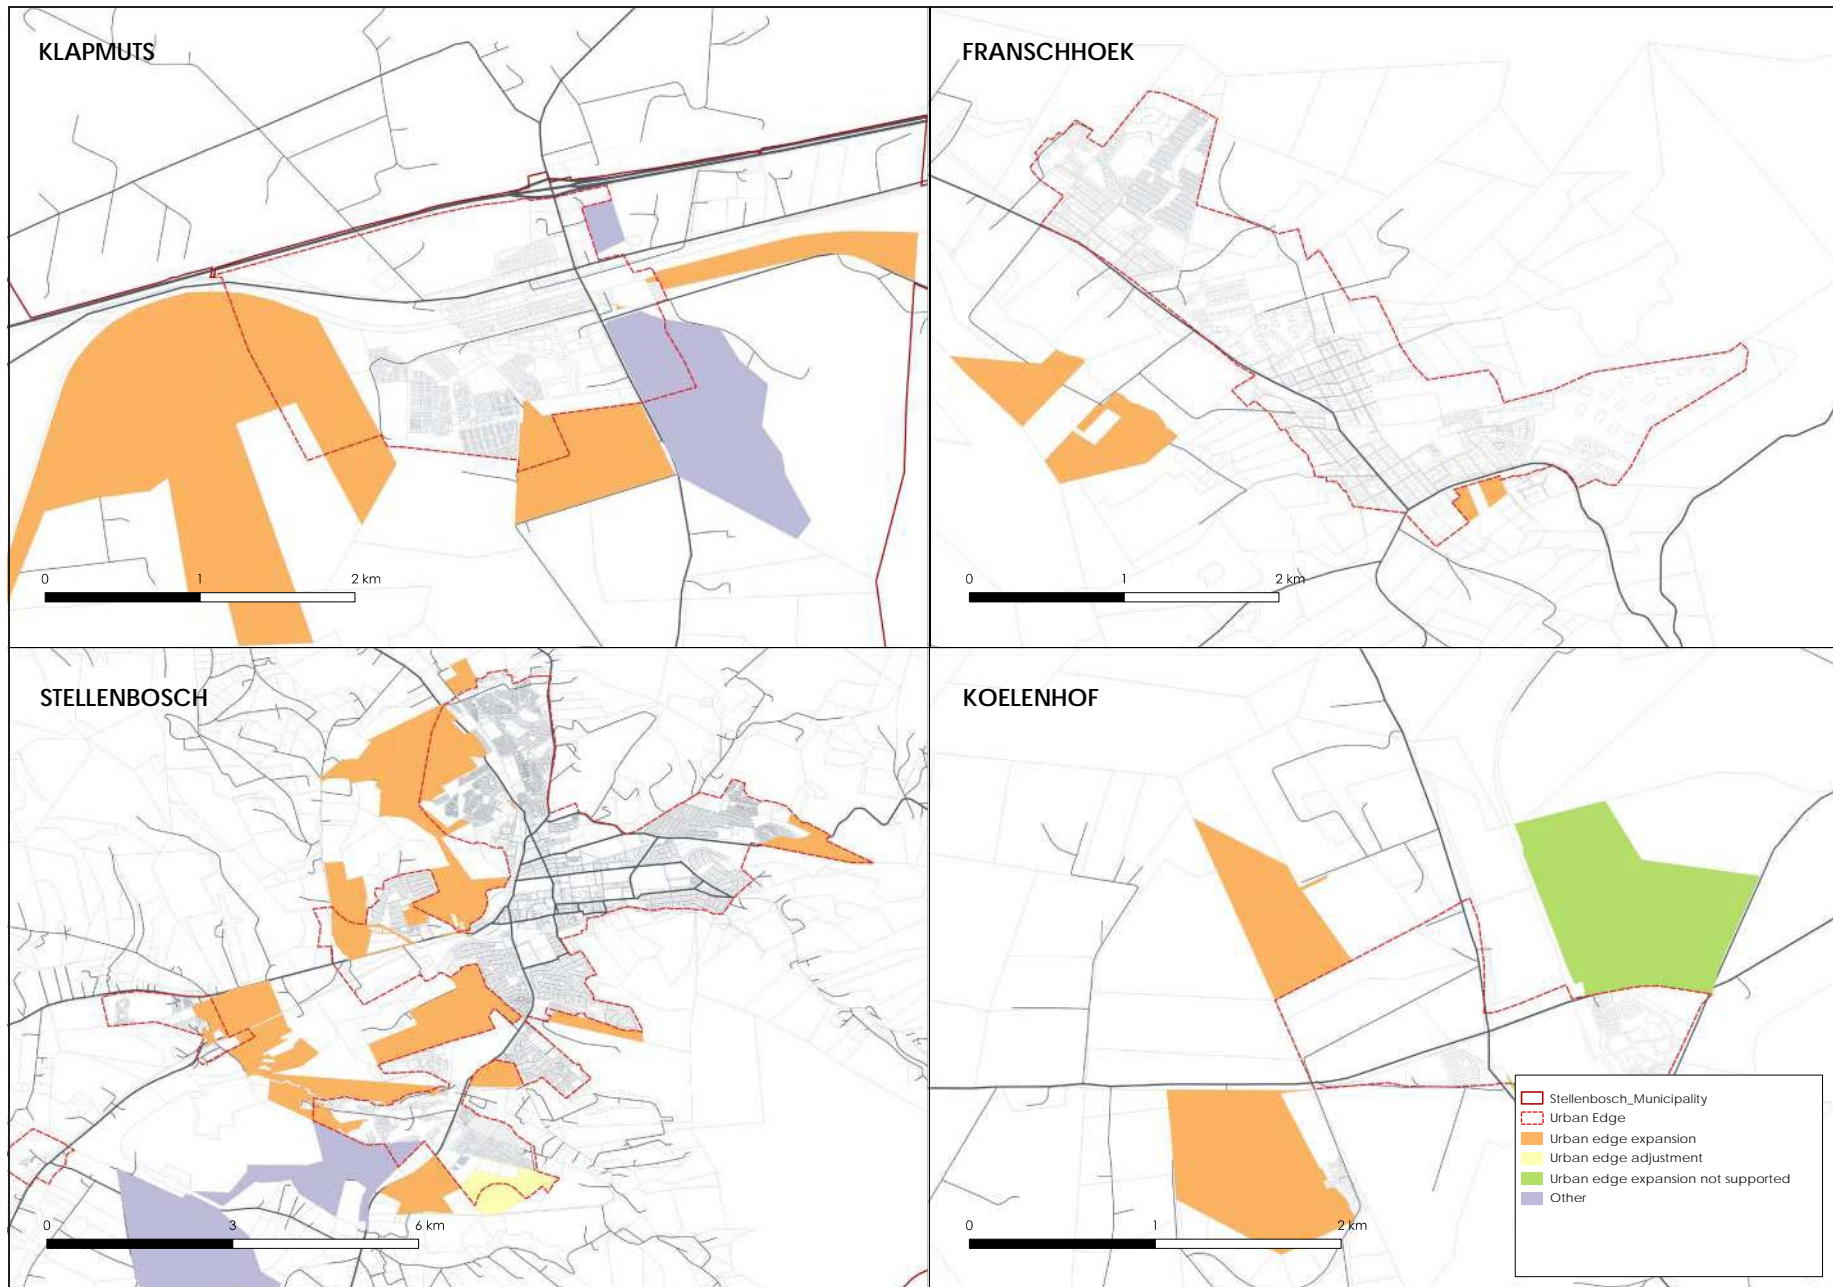 KLAPMUTS
0 1 2 km
FRANSCHHOEK
0 1 2 km
STELLENBOSCH
0 3 6 km
KOELENHOF
0 1 2 km
Stellenbosch_Municipality
Urban Edge
Urban edge expansion
Urban edge adjustment
Urban edge expansion not supported
Other